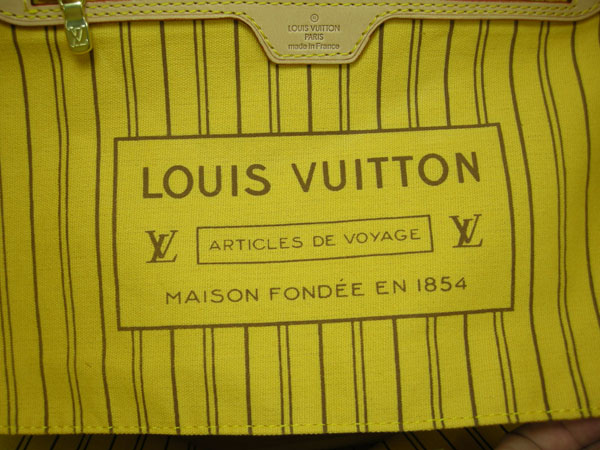 ®
LOUIS VUITTON
PARIS
made in France
LOUIS VUITTON
LV ARTICLES DE VOYAGE LV
MAISON FONDÉE EN 1854